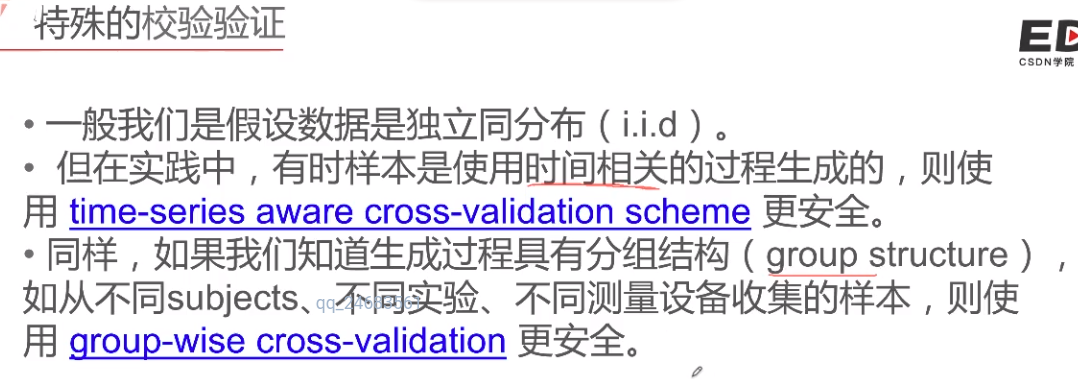 特殊的校验验证
CSDN学院
• 一般我们是假设数据是独立同分布（i.i.d）。
• 但在实践中，有时样本是使用时间相关的过程生成的，则使
用 time-series aware cross-validation scheme 更安全。
• 同样，如果我们知道生成过程具有分组结构（group structure），
如从不同subjects、不同实验、不同测量设备收集的样本，则使
用 group-wise cross-validation 更安全。